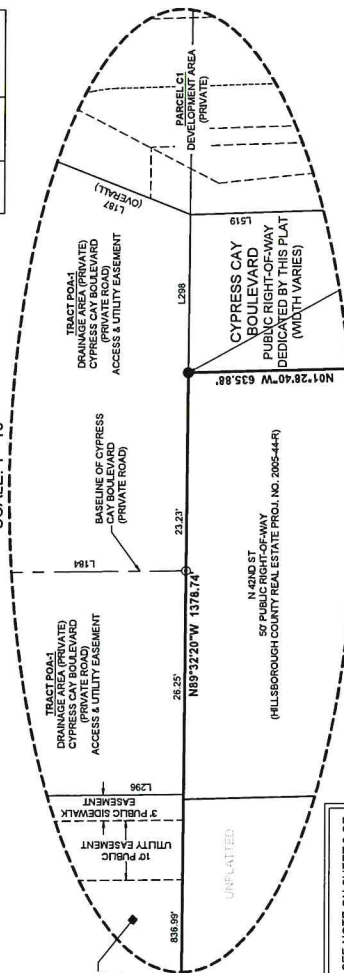 PARCEL C1
DEVELOPMENT AREA
(PRIVATE)
L187
(OVERALL)
L519
L298
CYPRESS CAY
BOULEVARD
PUBLIC RIGHT-OF-WAY
DEDICATED BY THIS PLAT
(WIDTH VARIES)
TRACT POA-1
DRAINAGE AREA (PRIVATE)
CYPRESS CAY BOULEVARD
(PRIVATE ROAD)
ACCESS & UTILITY EASEMENT
N01°28'40"W 635.88'
BASELINE OF CYPRESS
CAY BOULEVARD
(PRIVATE ROAD)
23.23'
L184
N89°32'20"W 1378.74'
N 42ND ST
50' PUBLIC RIGHT-OF-WAY
(HILLSBOROUGH COUNTY REAL ESTATE PROJ. NO. 2005-44-R)
TRACT POA-1
DRAINAGE AREA (PRIVATE)
CYPRESS CAY BOULEVARD
(PRIVATE ROAD)
ACCESS & UTILITY EASEMENT
26.25'
L296
3' PUBLIC SIDEWALK
EASEMENT
10' PUBLIC
UTILITY EASEMENT
UNPLATTED
836.99'